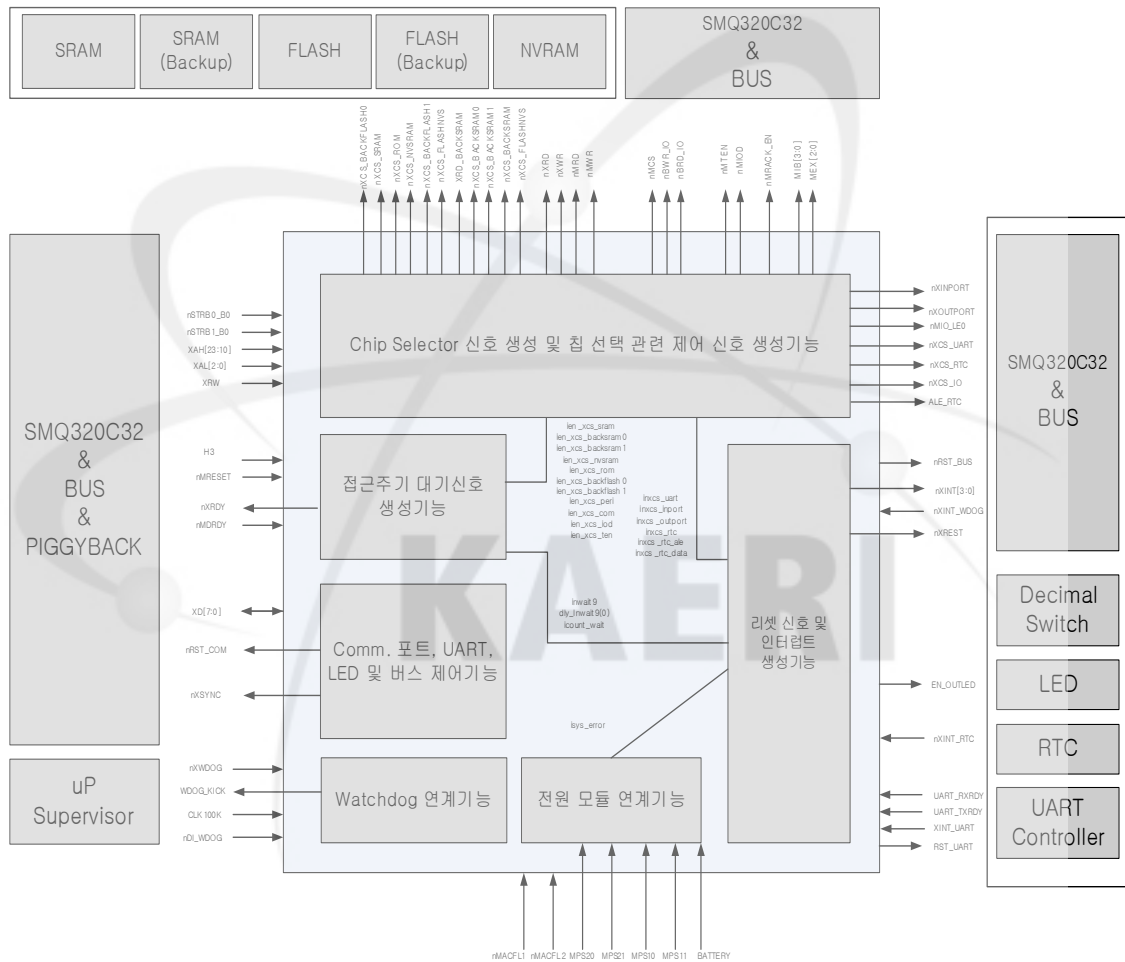 SRAM
SRAM
(Backup)
FLASH
FLASH
(Backup)
NVRAM
SMQ320C32
&
BUS
nXCS_BACKFLASH0
nXCS_SRAM
nXCS_ROM
nXCS_NVSRAM
nXCS_BACKFLASH1
nXCS_FLASHNVS
XRD_BACKSRAM
nXCS_BACKSRAM0
nXCS_BACKSRAM1
nXCS_BACKSRAM
nXCS_FLASHNVS
nXRD
nXWR
nMRD
nMWR
nMCS
nBWR_IO
nBRD_IO
nMTEN
nMIOD
nMRACK_EN
MIB[3:0]
MEX[2:0]
SMQ320C32
&
BUS
&
PIGGYBACK
nSTRB0_B0
nSTRB1_B0
XAH[23:10]
XAL[2:0]
XRW
H3
nMRESET
nXRDY
nMDRDY
XD[7:0]
nRST_COM
nXSYNC
uP
Supervisor
nXWDOG
WDOG_KICK
CLK100K
nDI_WDOG
Chip Selector 신호 생성 및 칩 선택 관련 제어 신호 생성기능
접근주기 대기신호
생성기능
Comm. 포트, UART,
LED 및 버스 제어기능
Watchdog 연계기능
전원 모듈 연계기능
리셋 신호 및
인터럽트
생성기능
len_xcs_sram
len_xcs_backsram0
len_xcs_backsram1
len_xcs_nvsram
len_xcs_rom
len_xcs_backflash0
len_xcs_backflash1
len_xcs_peri
len_xcs_com
len_xcs_iod
len_xcs_ten
inxcs_uart
inxcs_inport
inxcs_outport
inxcs_rtc
inxcs_rtc_ale
inxcs_rtc_data
inwait9
dly_inwait9(0)
icount_wait
isys_error
nXINPORT
nXOUTPORT
nMIO_LE0
nXCS_UART
nXCS_RTC
nXCS_IO
ALE_RTC
nRST_BUS
nXINT[3:0]
nXINT_WDOG
nXREST
EN_OUTLED
nXINT_RTC
UART_RXRDY
UART_TXRDY
XINT_UART
RST_UART
SMQ320C32
&
BUS
Decimal
Switch
LED
RTC
UART
Controller
nMACFL1
nMACFL2
MPS20
MPS21
MPS10
MPS11
BATTERY
KAERI